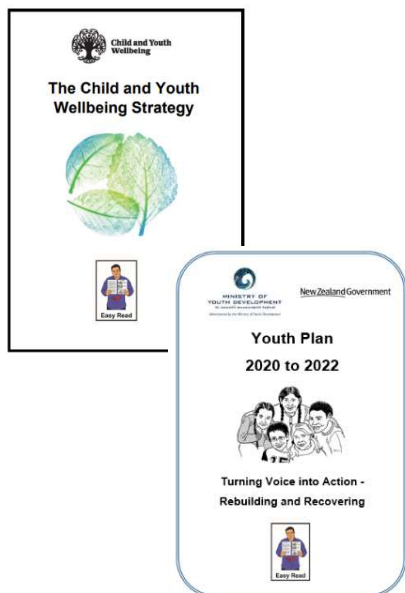 Child and Youth
Wellbeing
The Child and Youth
Wellbeing Strategy
Easy Read
MINISTRY OF
YOUTH DEVELOPMENT
New Zealand Government
Youth Plan
2020 to 2022
Turning Voice into Action -
Rebuilding and Recovering
Easy Read